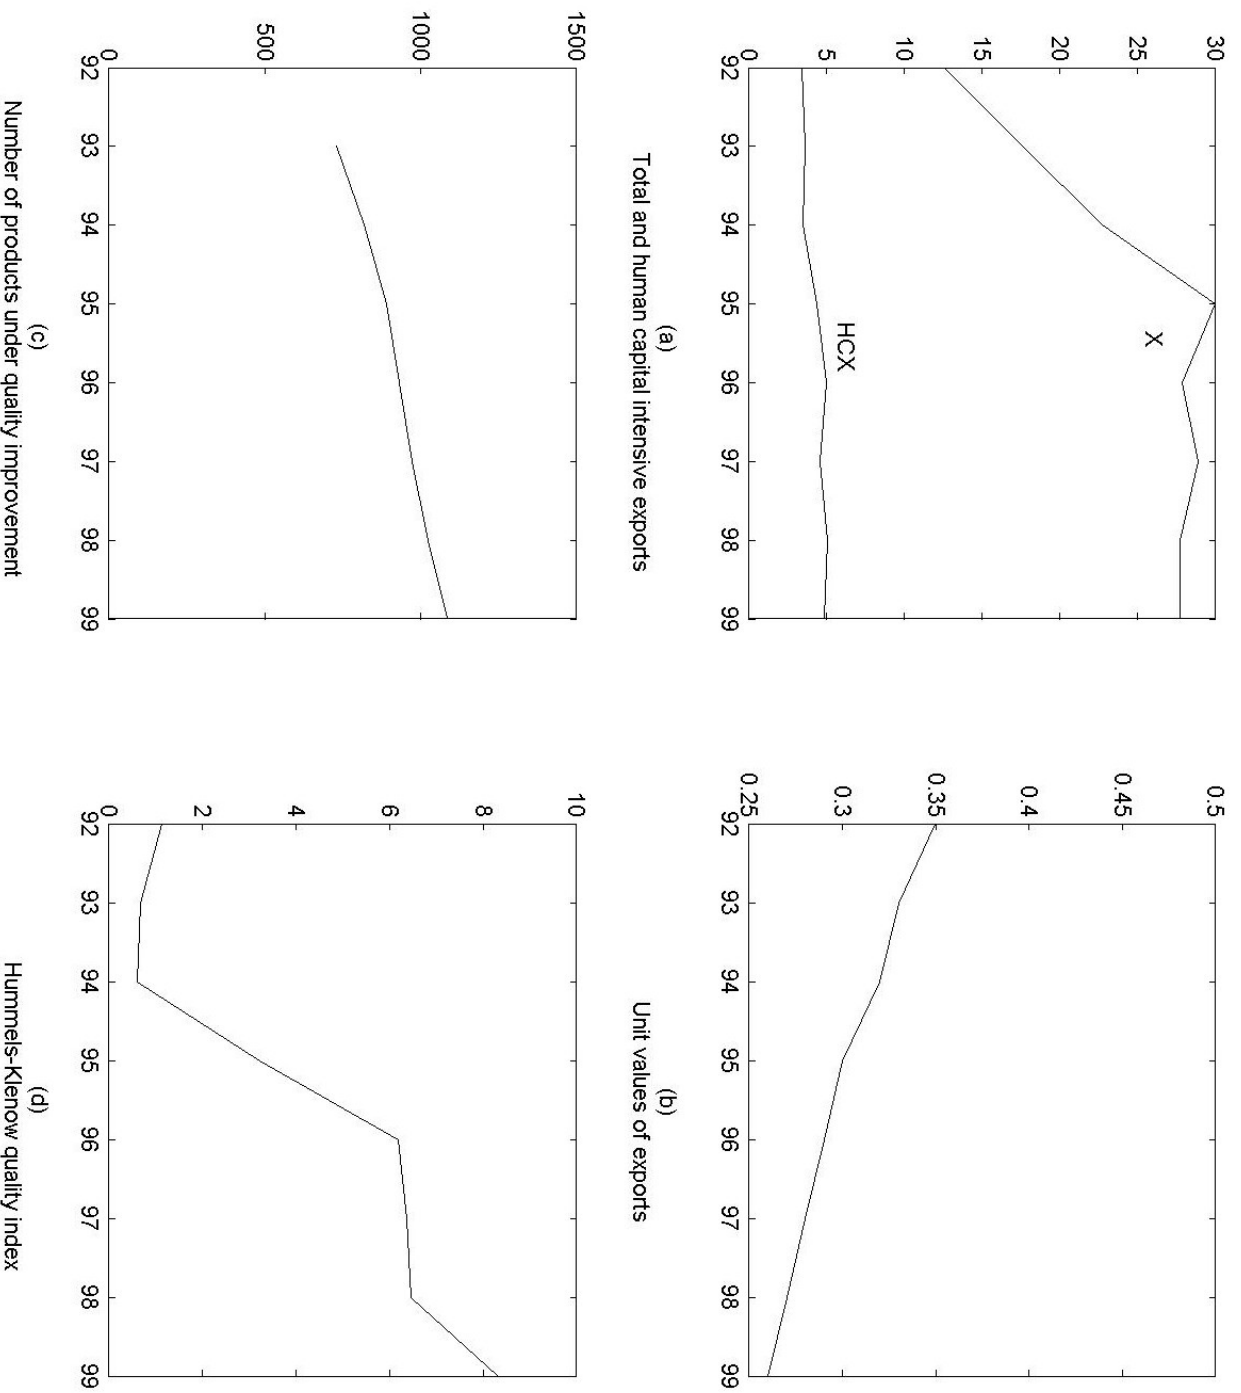 30
25
20
15
10
5
0
92 93 94 95 96 97 98 99
X
HCX
(a)
Total and human capital intensive exports
0.5
0.45
0.4
0.35
0.3
0.25
92 93 94 95 96 97 98 99
(b)
Unit values of exports
1500
1000
500
0
92 93 94 95 96 97 98 99
(c)
Number of products under quality improvement
10
8
6
4
2
0
92 93 94 95 96 97 98 99
(d)
Hummels-Klenow quality index